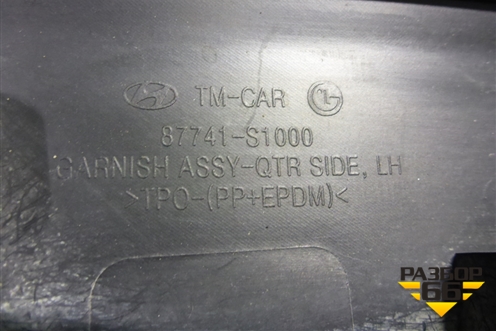 TM-CAR
87741-S1000
GARNISH ASSY-QTR SIDE, LH
>TPO-(PP+EPDM)<
РАЗБОР
66